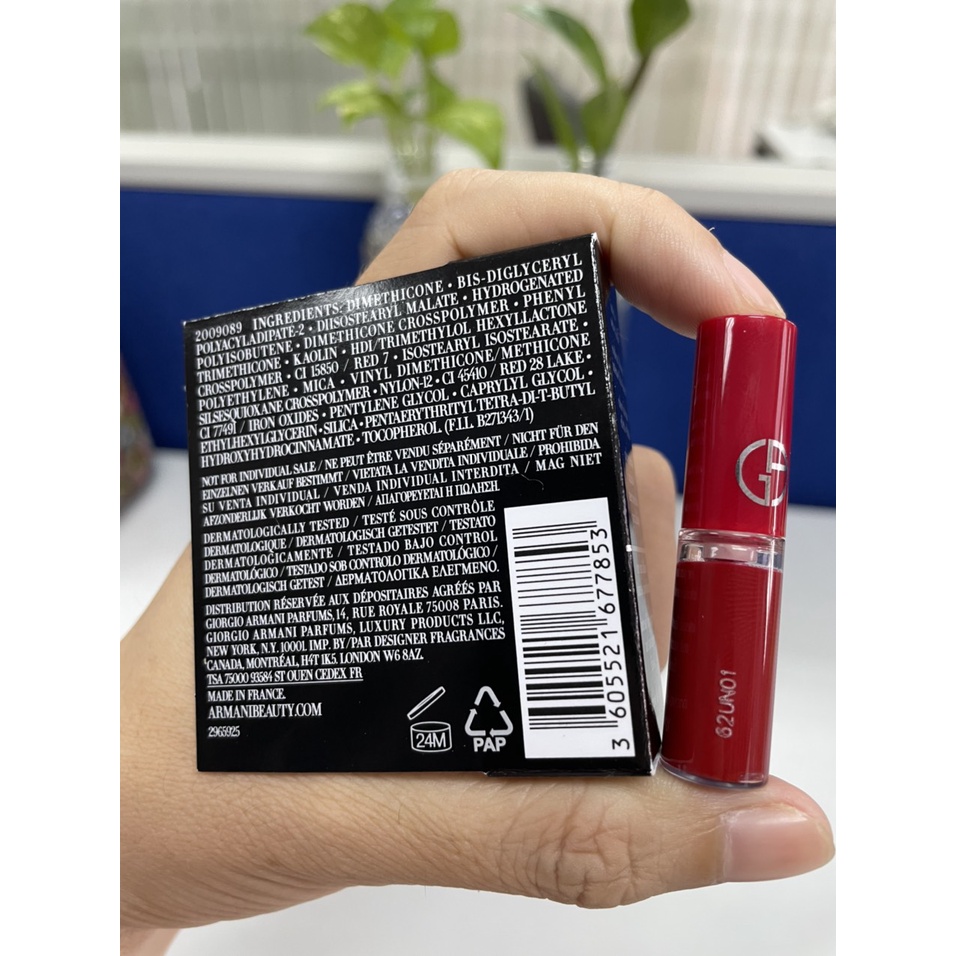 2009089 INGREDIENTS: DIMETHICONE • BIS-DIGLYCERYL
POLYACYLADIPATE-2 • DIISOSTEARYL MALATE • HYDROGENATED
POLYISOBUTENE • DIMETHICONE CROSSPOLYMER • PHENYL
TRIMETHICONE • KAOLIN • HDI/TRIMETHYLOL HEXYLLACTONE
CROSSPOLYMER • CI 15850 / RED 7 • ISOSTEARYL ISOSTEARATE •
POLYETHYLENE • MICA • VINYL DIMETHICONE/METHICONE
SILSESQUIOXANE CROSSPOLYMER • NYLON-12 • CI 45410 / RED 28 LAKE •
CI 77491 / IRON OXIDES • PENTYLENE GLYCOL • CAPRYLYL GLYCOL •
ETHYLHEXYLGLYCERIN • SILICA • PENTAERYTHRITYL TETRA-DI-T-BUTYL
HYDROXYHYDROCINNAMATE • TOCOPHEROL (F.I.L. B271343/1)
NOT FOR INDIVIDUAL SALE / NE PEUT ÊTRE VENDU SÉPARÉMENT / NICHT FÜR DEN
EINZELNEN VERKAUF BESTIMMT / VIETATA LA VENDITA INDIVIDUALE / PROHIBIDA
SU VENTA INDIVIDUAL / VENDA INDIVIDUAL INTERDITA / MAG NIET
AFZONDERLIJK VERKOCHT WORDEN / ΑΠΑΓΟΡΕΥΕΤΑΙ Η ΠΩΛΗΣΗ.
DERMATOLOGICALLY TESTED / TESTÉ SOUS CONTRÔLE
DERMATOLOGIQUE / DERMATOLOGISCH GETESTET / TESTATO
DERMATOLOGICAMENTE / TESTADO BAJO CONTROL
DERMATOLÓGICO / TESTADO SOB CONTROLO DERMATOLÓGICO /
DERMATOLOGISCH GETEST / ΔΕΡΜΑΤΟΛΟΓΙΚΑ ΕΛΕΓΜΕΝΟ.
DISTRIBUTION RÉSERVÉE AUX DÉPOSITAIRES AGRÉÉS PAR
GIORGIO ARMANI PARFUMS, 14, RUE ROYALE 75008 PARIS.
GIORGIO ARMANI PARFUMS, LUXURY PRODUCTS LLC,
NEW YORK, N.Y. 10001. IMP. BY/PAR DESIGNER FRAGRANCES
CANADA, MONTRÉAL, H4T 1K5. LONDON W6 8AZ.
TSA 75000 93584 ST OUEN CEDEX FR
MADE IN FRANCE.
ARMANIBEAUTY.COM
2965925
24M
PAP
3 605521 677853
GA
62UN01